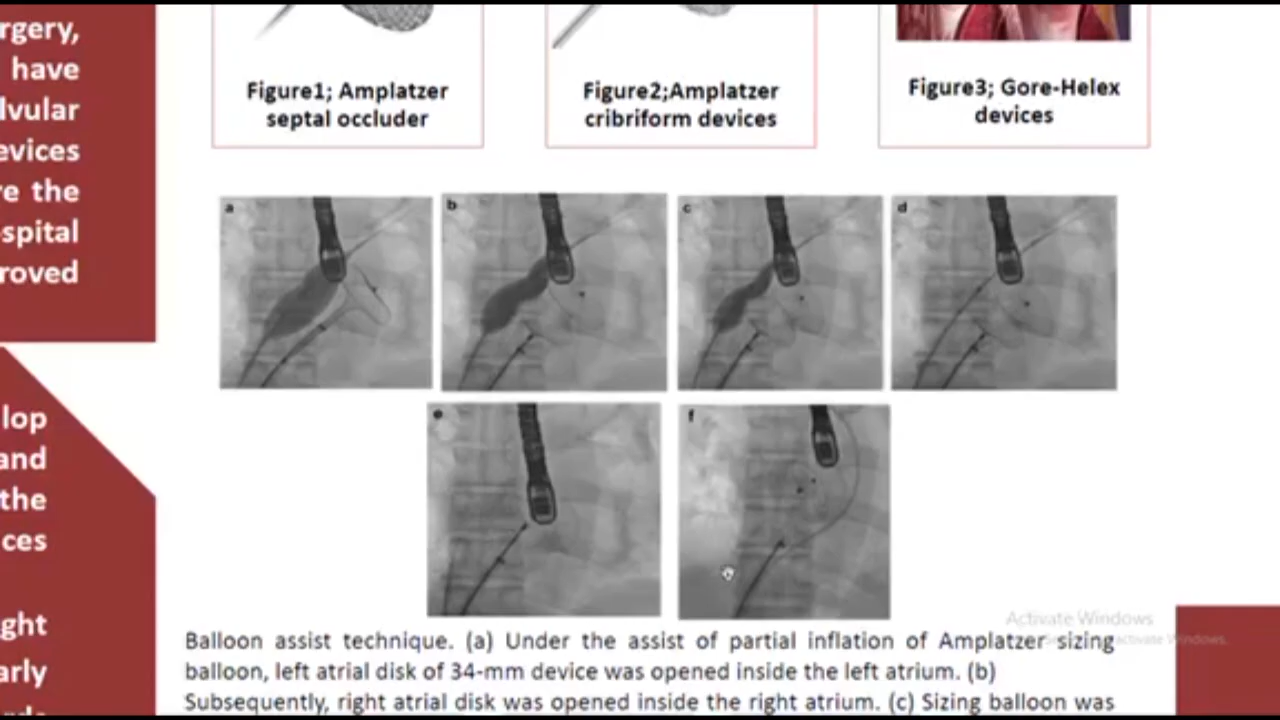 rgery,
have
lvular
evices
re the
spital
roved
lop
and
the
ces
ght
arly
Figure1; Amplatzer
septal occluder
Figure2;Amplatzer
cribriform devices
Figure3; Gore-Helex
devices
a
b
c
d
e
f
Balloon assist technique. (a) Under the assist of partial inflation of Amplatzer sizing
balloon, left atrial disk of 34-mm device was opened inside the left atrium. (b)
Subsequently, right atrial disk was opened inside the right atrium. (c) Sizing balloon was
Activate Windows
activate Windows.